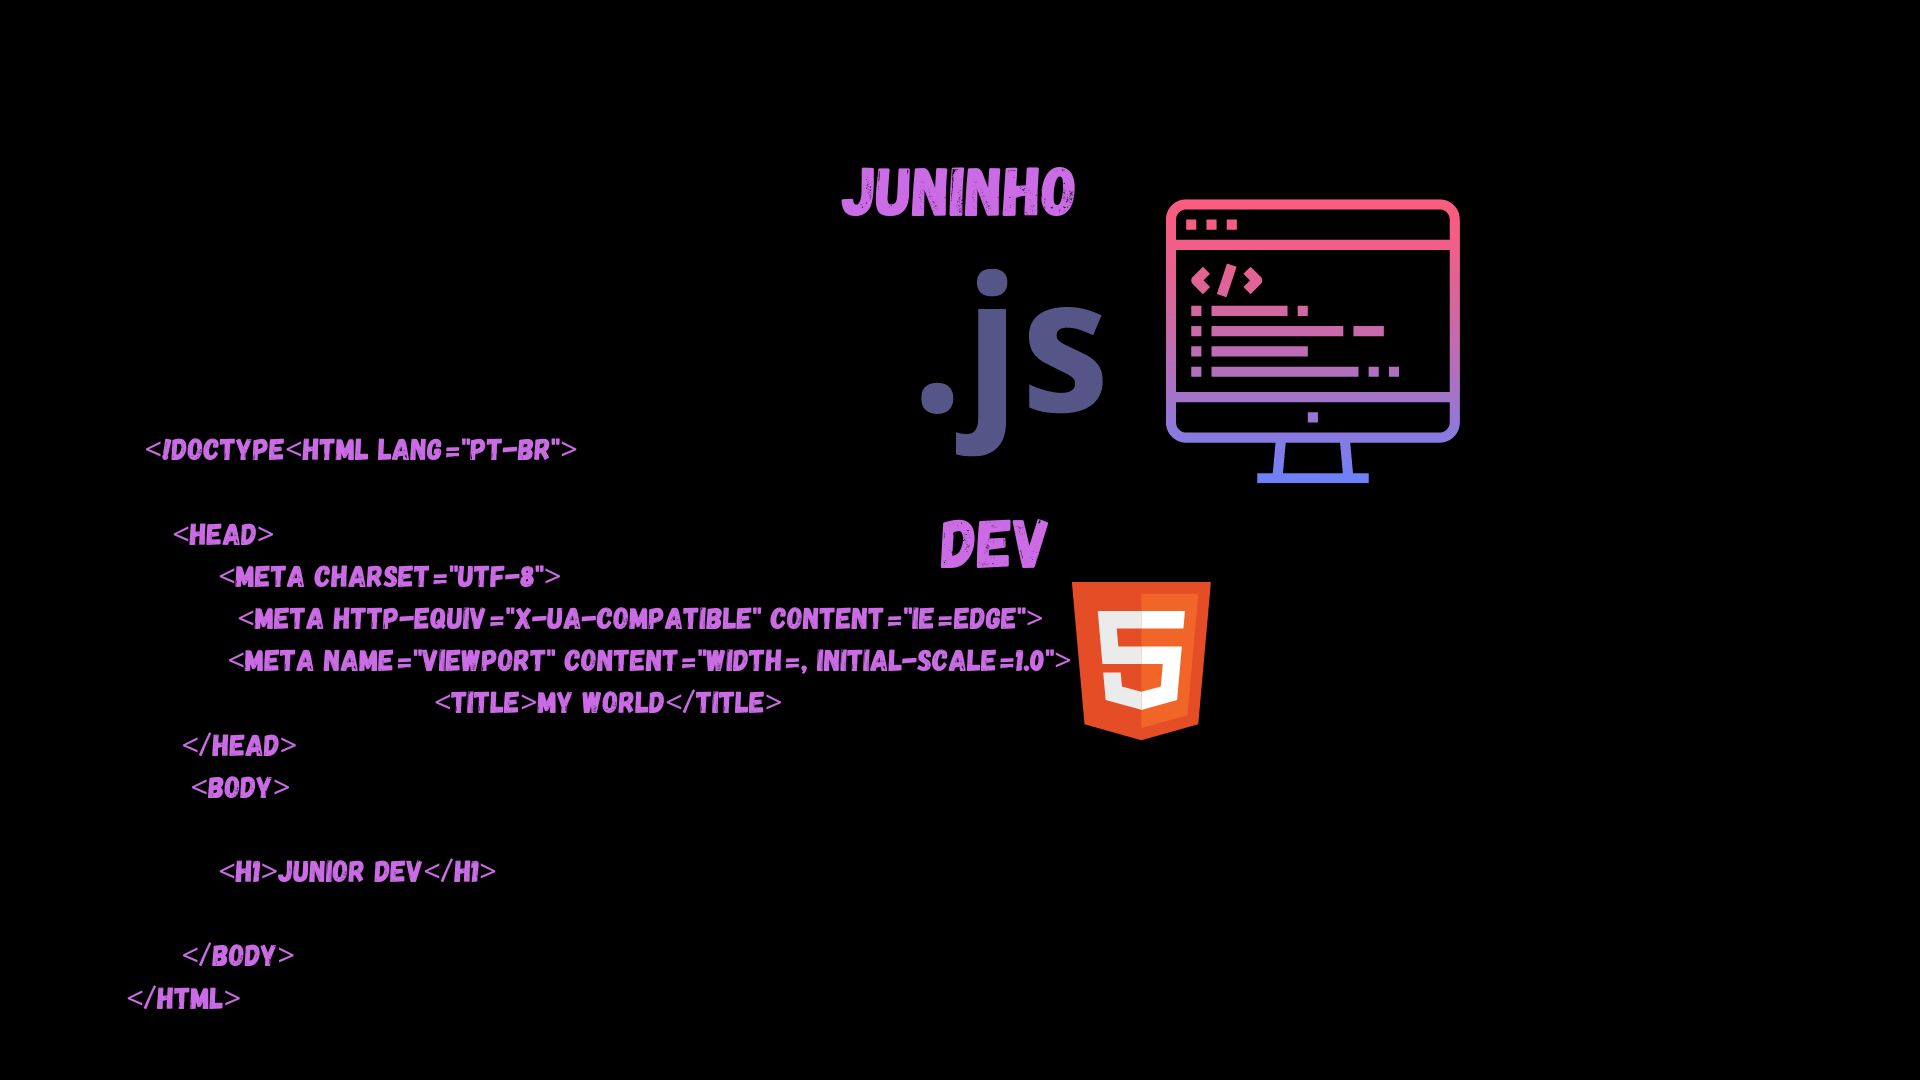 JUNINHO
.js
</>
DEV
<!DOCTYPE<HTML LANG="PT-BR">
<HEAD>
<META CHARSET="UTF-8">
<META HTTP-EQUIV="X-UA-COMPATIBLE" CONTENT="IE=EDGE">
<META NAME="VIEWPORT" CONTENT="WIDTH=, INITIAL-SCALE=1.0">
<TITLE>MY WORLD</TITLE>
</HEAD>
<BODY>
<H1>JUNIOR DEV</H1>
</BODY>
</HTML>
5